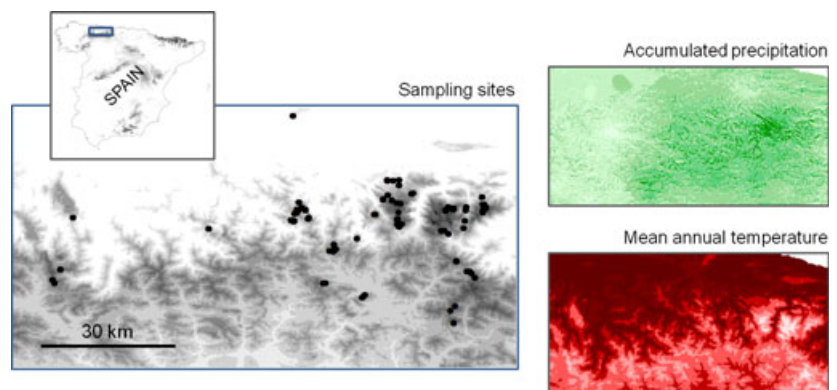 SPAIN
Sampling sites
30 km
Accumulated precipitation
Mean annual temperature